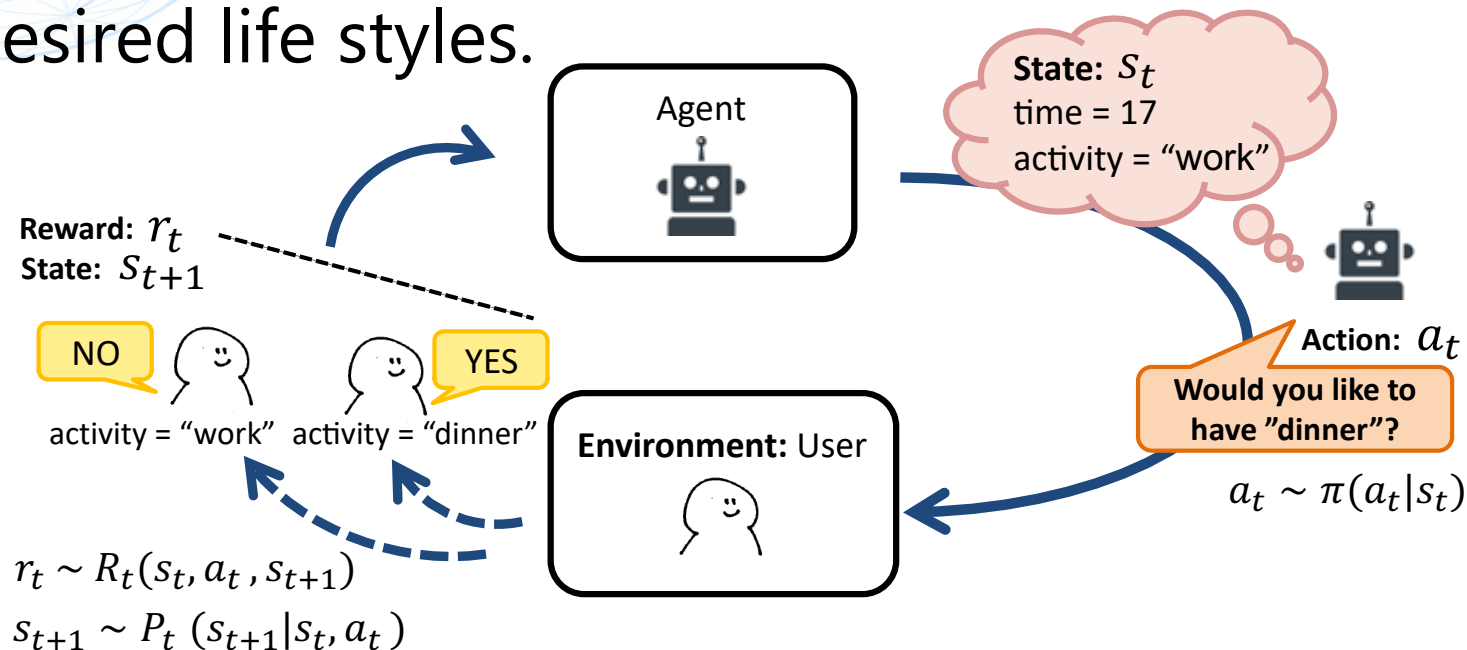 esired life styles.
Agent
State: s_t
time = 17
activity = “work”
Reward: r_t
State: s_{t+1}
NO
YES
activity = “work” activity = “dinner”
Environment: User
Action: a_t
Would you like to
have ”dinner”?
a_t ~ π(a_t|s_t)
r_t ~ R_t(s_t, a_t , s_{t+1})
s_{t+1} ~ P_t (s_{t+1}|s_t, a_t )